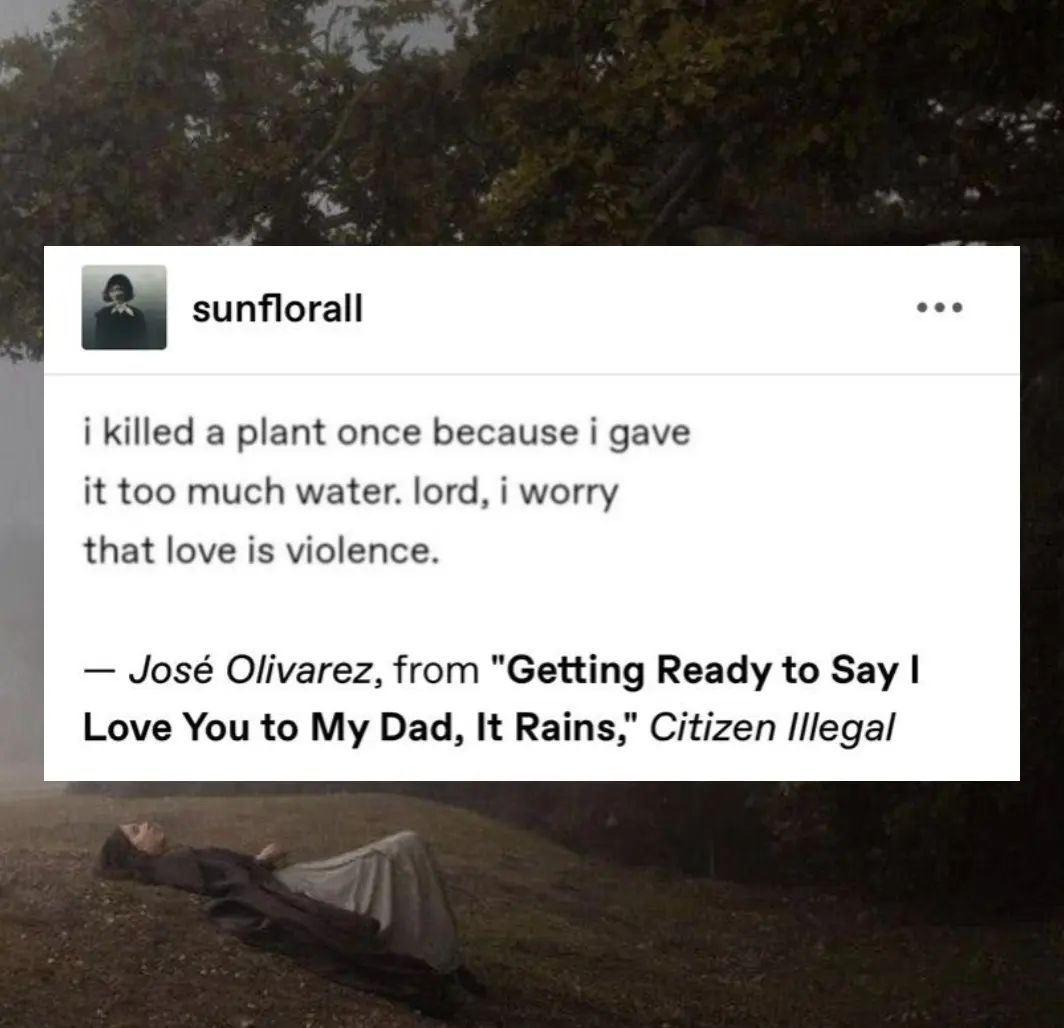 sunflorall
i killed a plant once because i gave
it too much water. lord, i worry
that love is violence.
— José Olivarez, from "Getting Ready to Say I
Love You to My Dad, It Rains," Citizen Illegal